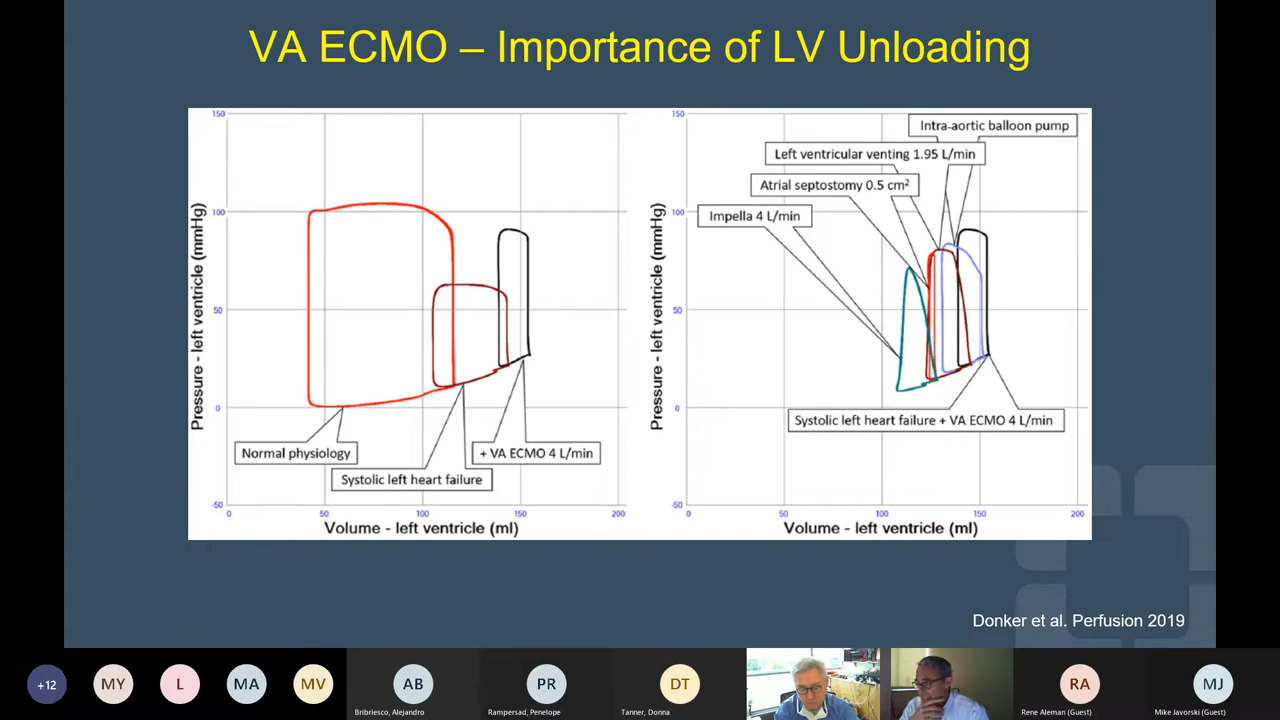 VA ECMO – Importance of LV Unloading
150
100
50
0
-50
0
50
100
150
200
Pressure - left ventricle (mmHg)
Volume - left ventricle (ml)
Normal physiology
Systolic left heart failure
+ VA ECMO 4 L/min
150
100
50
0
-50
0
50
100
150
200
Pressure - left ventricle (mmHg)
Volume - left ventricle (ml)
Intra-aortic balloon pump
Left ventricular venting 1.95 L/min
Atrial septostomy 0.5 cm²
Impella 4 L/min
Systolic left heart failure + VA ECMO 4 L/min
Donker et al. Perfusion 2019
+12
MY
L
MA
MV
AB
Bribriesco, Alejandro
PR
Rampersad, Penelope
DT
Tanner, Donna
RA
Rene Aleman (Guest)
MJ
Mike Javorski (Guest)